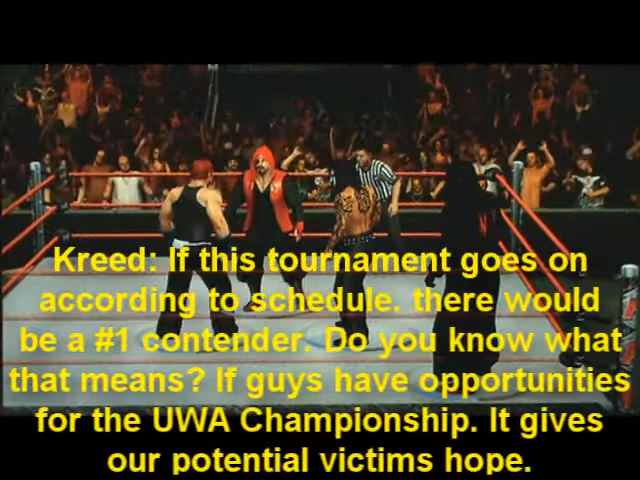 Kreed: If this tournament goes on
according to schedule. there would
be a #1 contender. Do you know what
that means? If guys have opportunities
for the UWA Championship. It gives
our potential victims hope.